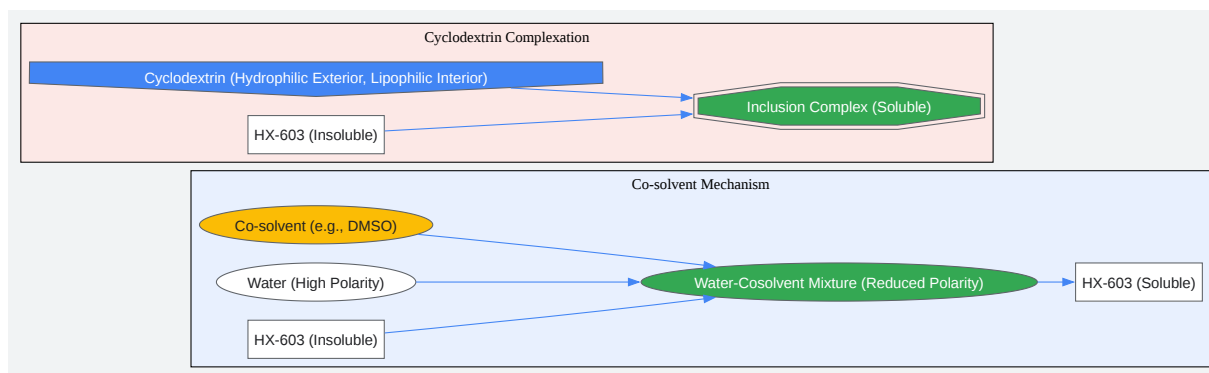 Cyclodextrin Complexation
Cyclodextrin (Hydrophilic Exterior, Lipophilic Interior)
Inclusion Complex (Soluble)
HX-603 (Insoluble)
Co-solvent Mechanism
Co-solvent (e.g., DMSO)
Water (High Polarity)
Water-Cosolvent Mixture (Reduced Polarity)
HX-603 (Soluble)
HX-603 (Insoluble)